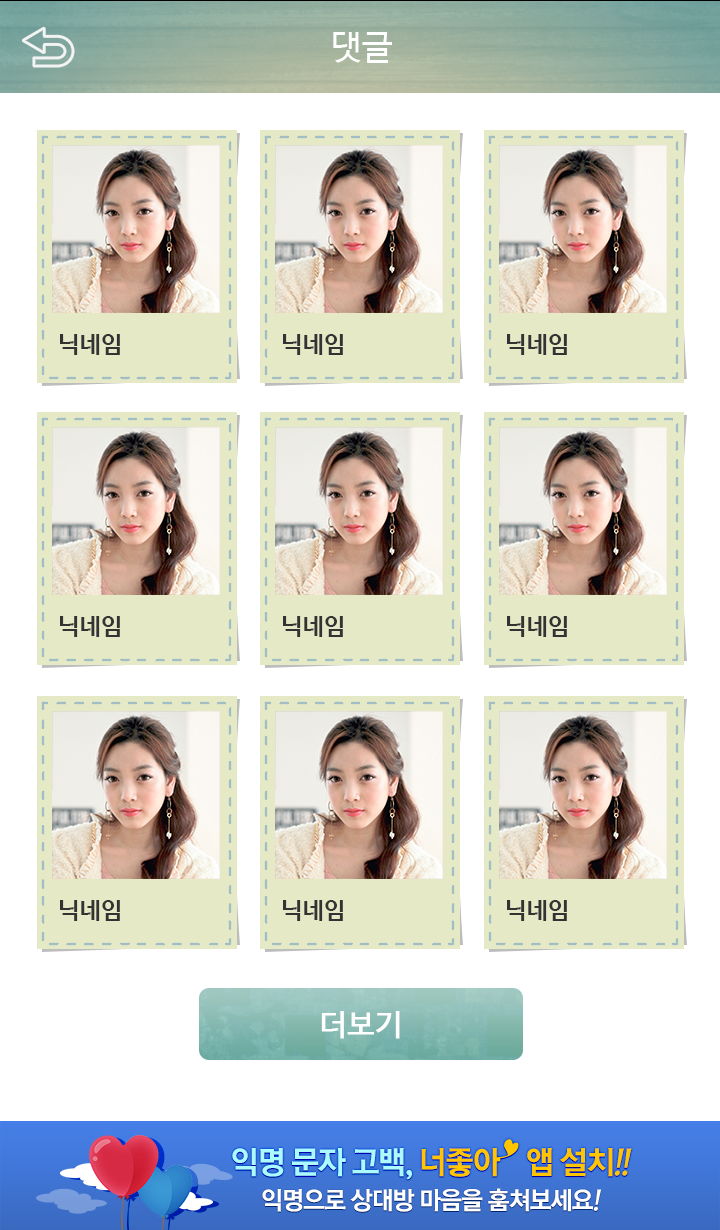 댓글
닉네임 닉네임 닉네임
닉네임 닉네임 닉네임
닉네임 닉네임 닉네임
더보기
익명 문자 고백, 너좋아 앱 설치!!
익명으로 상대방 마음을 훔쳐보세요!